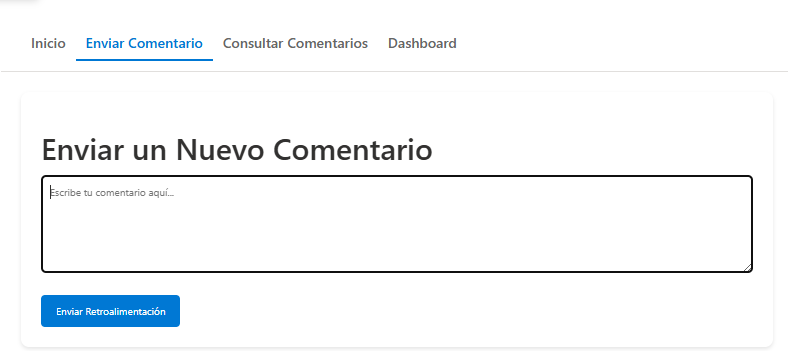 Inicio Enviar Comentario Consultar Comentarios Dashboard
Enviar un Nuevo Comentario
Escribe tu comentario aquí...
Enviar Retroalimentación